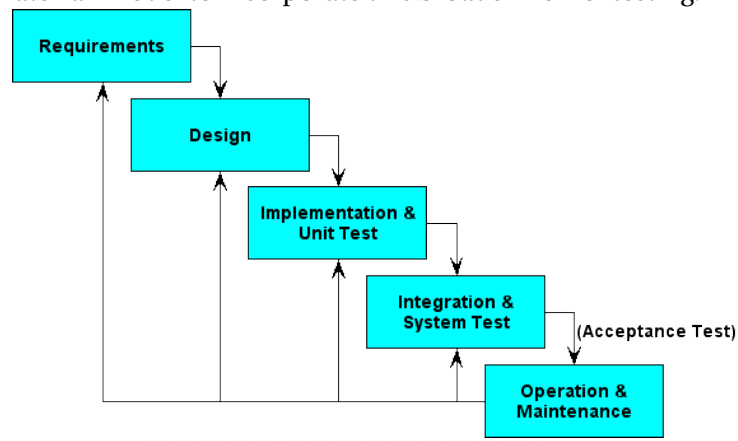 Requirements
Design
Implementation &
Unit Test
Integration &
System Test
(Acceptance Test)
Operation &
Maintenance